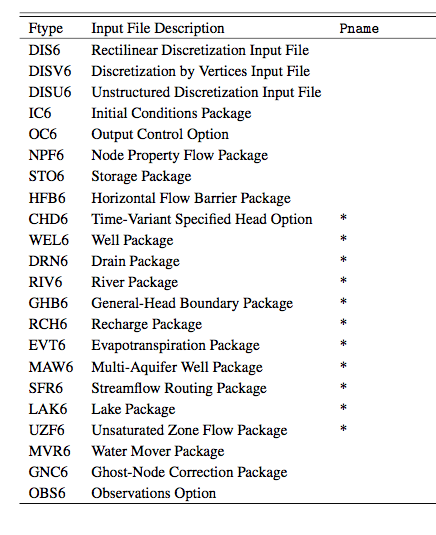 Ftype Input File Description Pname
DIS6 Rectilinear Discretization Input File
DISV6 Discretization by Vertices Input File
DISU6 Unstructured Discretization Input File
IC6 Initial Conditions Package
OC6 Output Control Option
NPF6 Node Property Flow Package
STO6 Storage Package
HFB6 Horizontal Flow Barrier Package
CHD6 Time-Variant Specified Head Option *
WEL6 Well Package *
DRN6 Drain Package *
RIV6 River Package *
GHB6 General-Head Boundary Package *
RCH6 Recharge Package *
EVT6 Evapotranspiration Package *
MAW6 Multi-Aquifer Well Package *
SFR6 Streamflow Routing Package *
LAK6 Lake Package *
UZF6 Unsaturated Zone Flow Package *
MVR6 Water Mover Package
GNC6 Ghost-Node Correction Package
OBS6 Observations Option